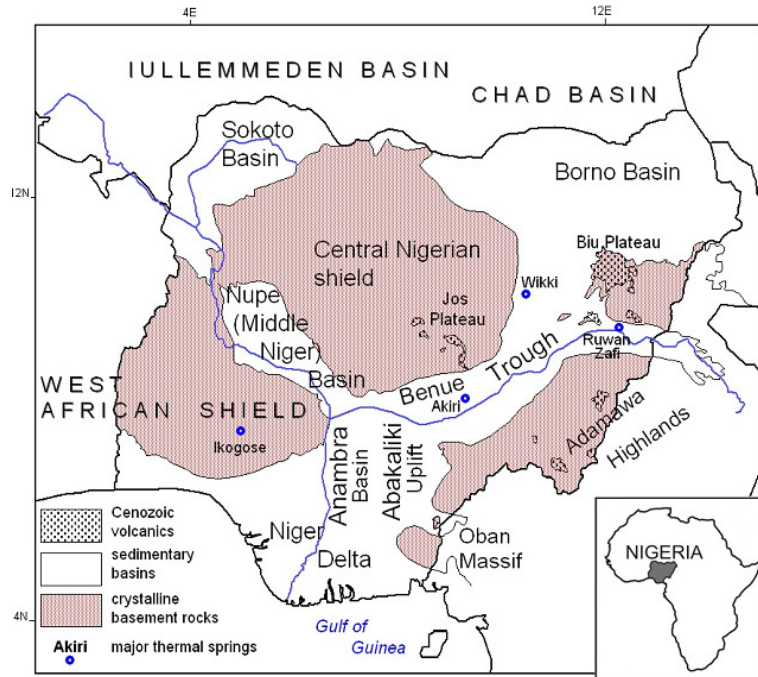 4E
12E
IULLEMMEDEN BASIN
CHAD BASIN
Sokoto
Basin
12N
Borno Basin
Central Nigerian
shield
Biu Plateau
Wikki
Jos
Plateau
Nupe
(Middle
Niger)
Basin
Ruwan
Zafi
Benue Trough
Akiri
WEST
AFRICAN SHIELD
Ikogose
Adamawa
Highlands
Anambra
Basin
Abakaliki
Uplift
Niger
Delta
Oban
Massif
Cenozoic
volcanics
sedimentary
basins
crystalline
basement rocks
Akiri
major thermal springs
4N
Gulf of
Guinea
NIGERIA